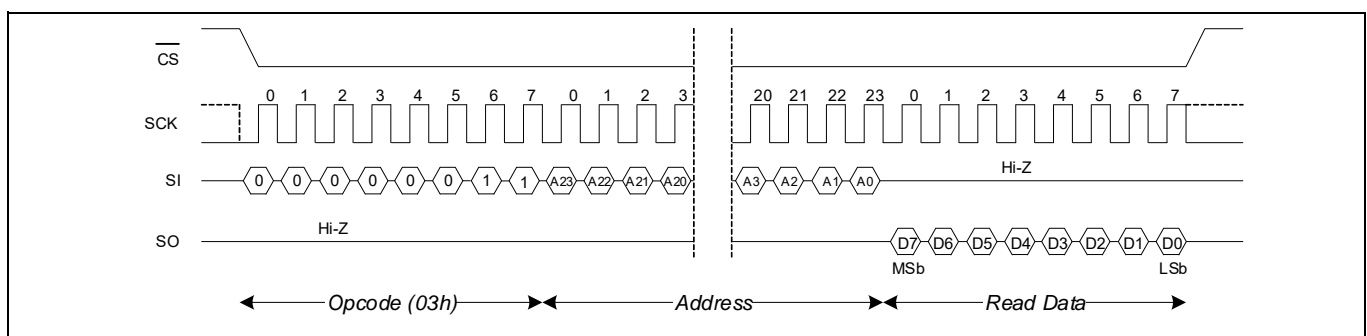 CS
SCK 0 1 2 3 4 5 6 7 0 1 2 3 20 21 22 23 0 1 2 3 4 5 6 7
SI 0 0 0 0 0 0 1 1 A23 A22 A21 A20 A3 A2 A1 A0 Hi-Z
SO Hi-Z D7 D6 D5 D4 D3 D2 D1 D0
MSb LSb
Opcode (03h) Address Read Data